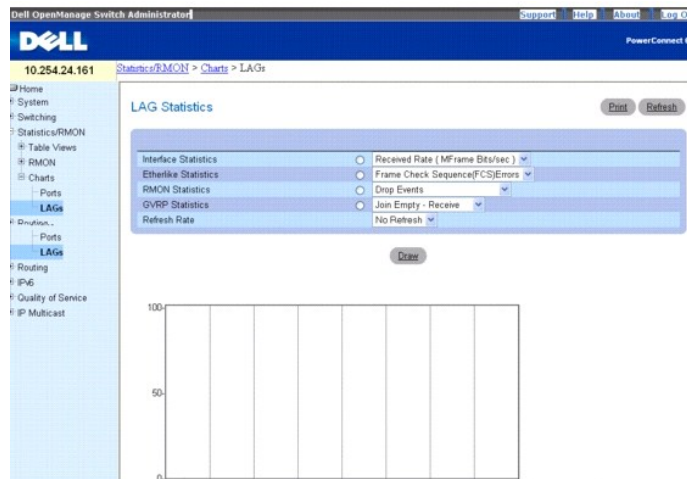 Dell OpenManage Switch Administrator
Support Help About Log O
DELL
PowerConnect
10.254.24.161
Statistics/RMON > Charts > LAGs
Home
System
Switching
Statistics/RMON
Table Views
RMON
Charts
Ports
LAGs
Ports
LAGs
Routing
IPv6
Quality of Service
IP Multicast
LAG Statistics
Print Refresh
Interface Statistics Received Rate ( MFrame Bits/sec )
Etherlike Statistics Frame Check Sequence(FCS)Errors
RMON Statistics Drop Events
GVRP Statistics Join Empty - Receive
Refresh Rate No Refresh
Draw
100
50
0